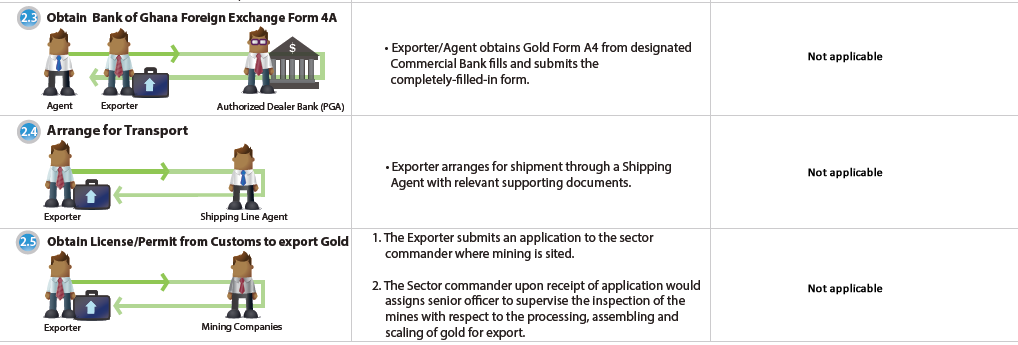 2.3 Obtain Bank of Ghana Foreign Exchange Form 4A
$
Agent Exporter Authorized Dealer Bank (PGA)
• Exporter/Agent obtains Gold Form A4 from designated
Commercial Bank fills and submits the
completely-filled-in form.
Not applicable
2.4 Arrange for Transport
Exporter Shipping Line Agent
• Exporter arranges for shipment through a Shipping
Agent with relevant supporting documents.
Not applicable
2.5 Obtain License/Permit from Customs to export Gold
Exporter Mining Companies
1. The Exporter submits an application to the sector
commander where mining is sited.
2. The Sector commander upon receipt of application would
assigns senior officer to supervise the inspection of the
mines with respect to the processing, assembling and
scaling of gold for export.
Not applicable